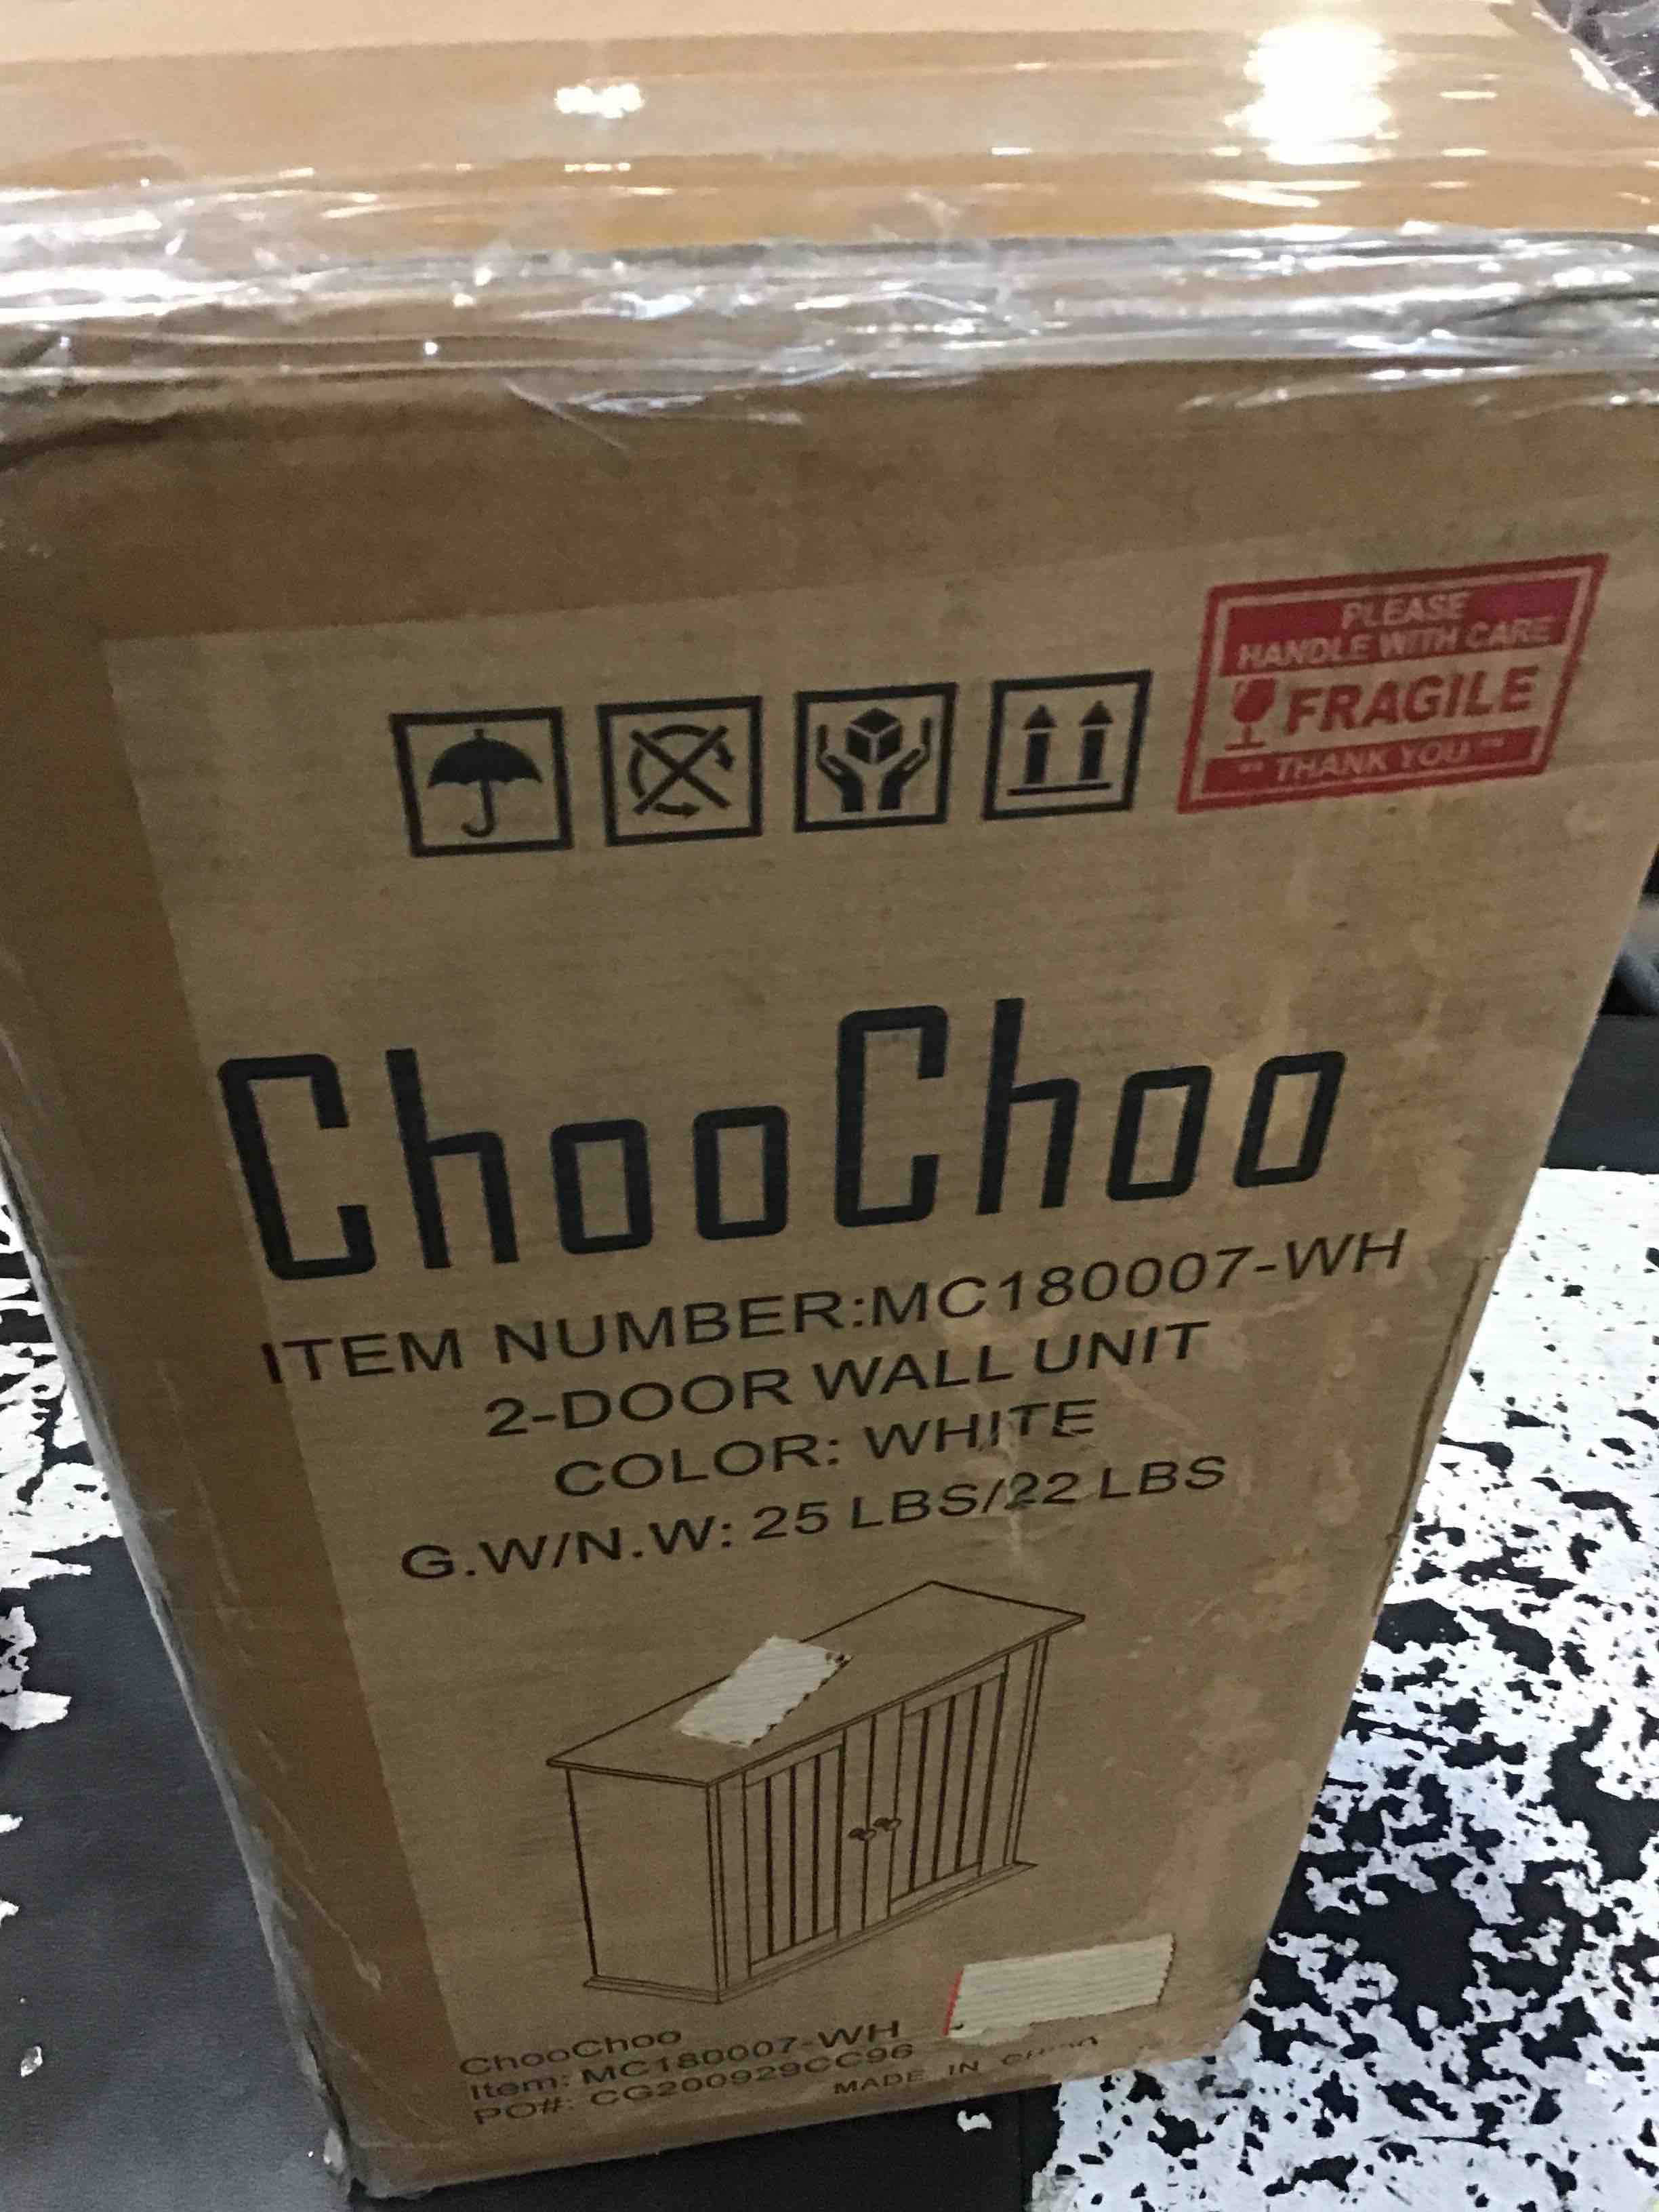 PLEASE
HANDLE WITH CARE
FRAGILE
THANK YOU
ChooChoo
ITEM NUMBER:MC180007-WH
2-DOOR WALL UNIT
COLOR: WHITE
G.W/N.W: 25 LBS/22 LBS
ChooChoo
Item: MC180007-WH
PO#: CG200929CC96
MADE IN